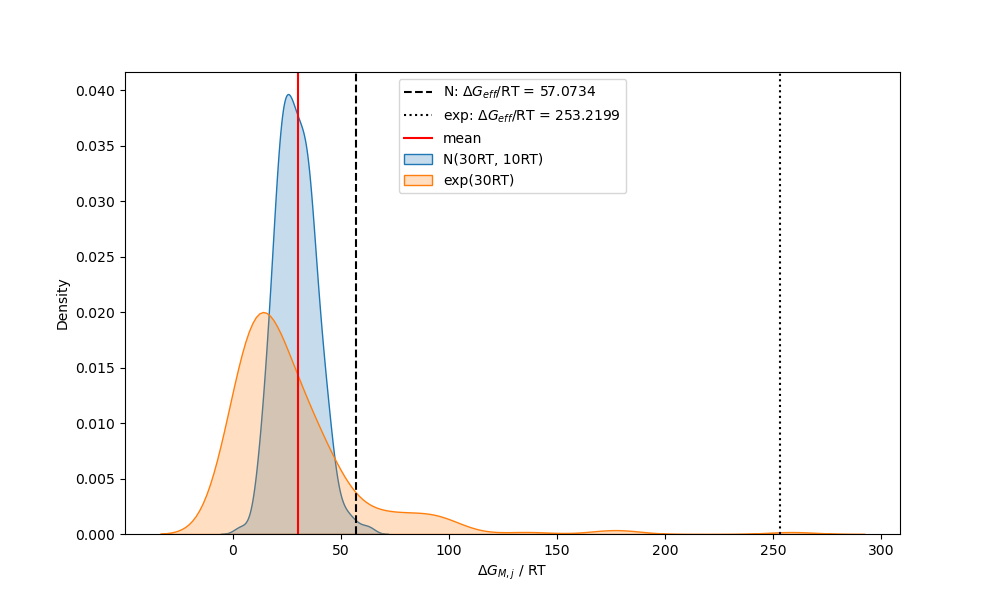 0.040
0.035
0.030
0.025
0.020
0.015
0.010
0.005
0.000
Density
N: ΔG_eff/RT = 57.0734
exp: ΔG_eff/RT = 253.2199
mean
N(30RT, 10RT)
exp(30RT)
0 50 100 150 200 250 300
ΔG_M,j / RT